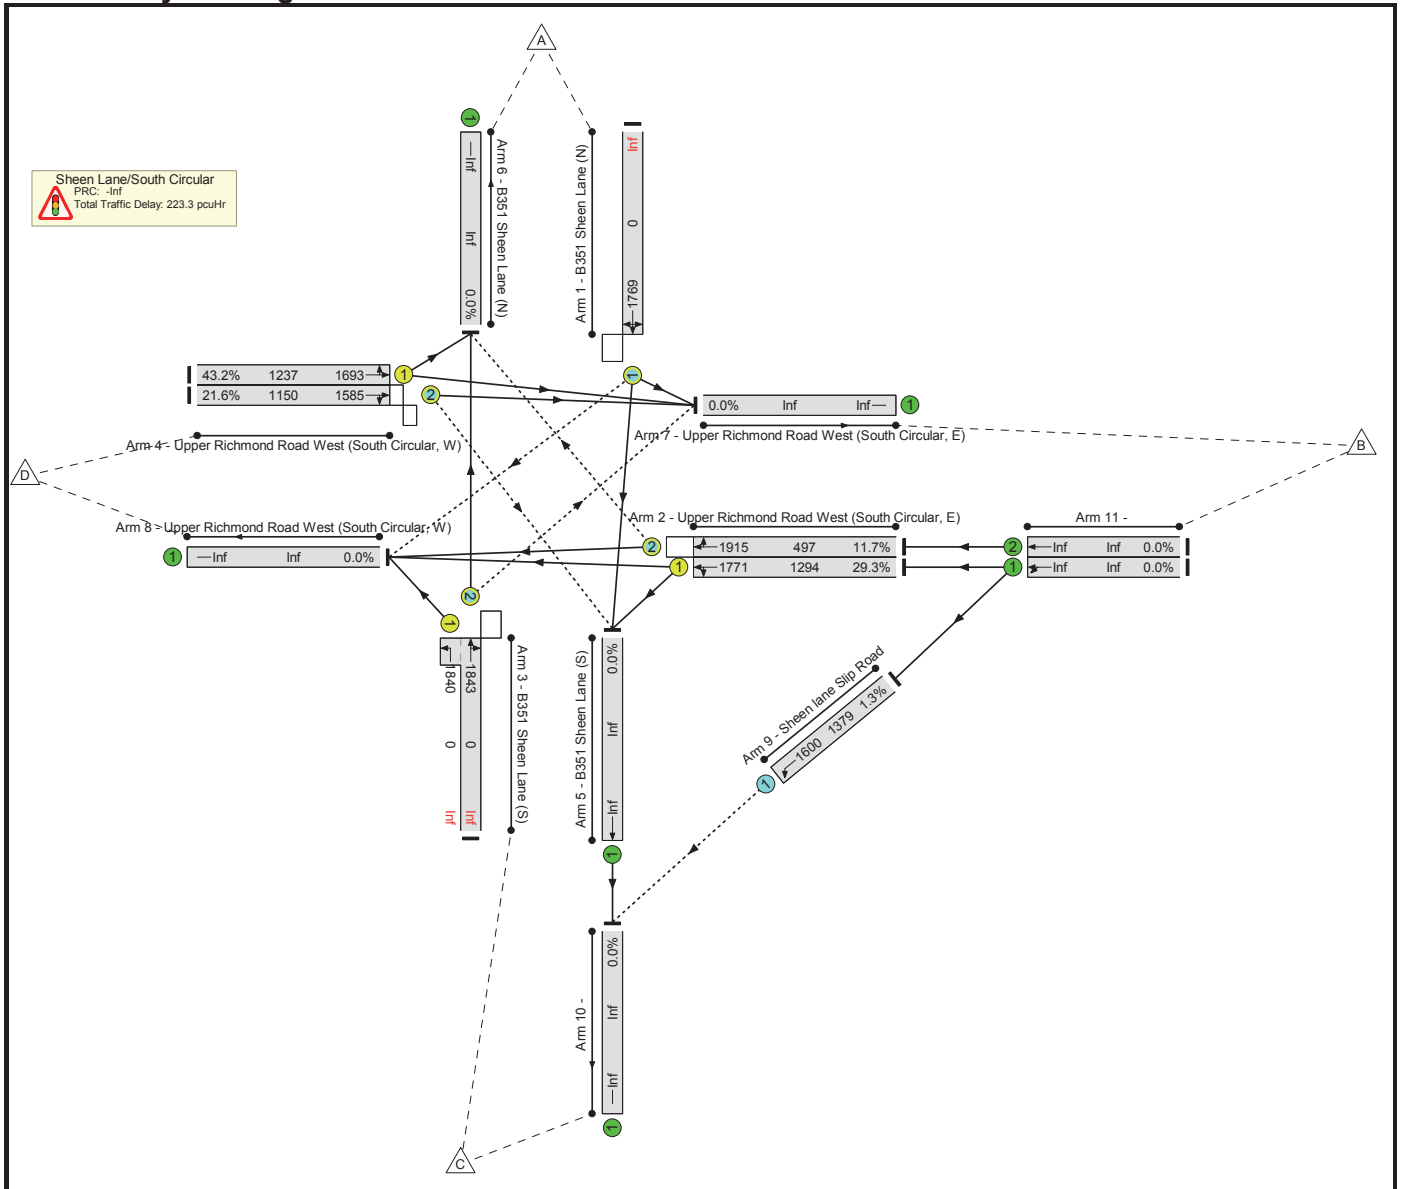 A
1
Inf
Inf
0.0%
Arm 6 - B351 Sheen Lane (N)
Arm 1 - B351 Sheen Lane (N)
Inf
0
1769
Sheen Lane/South Circular
PRC: -Inf
Total Traffic Delay: 223.3 pcuHr
43.2% 1237 1693
21.6% 1150 1585
1
2
1
0.0% Inf Inf
1
Arm 4 - Upper Richmond Road West (South Circular, W)
Arm 7 - Upper Richmond Road West (South Circular, E)
B
D
Arm 8 - Upper Richmond Road West (South Circular, W)
Arm 2 - Upper Richmond Road West (South Circular, E)
Arm 11 -
1
Inf Inf 0.0%
2
1
1915 497 11.7%
1771 1294 29.3%
2
1
Inf Inf 0.0%
Inf Inf 0.0%
2
1
1840 0 Inf
1843 0 Inf
Arm 3 - B351 Sheen Lane (S)
Arm 5 - B351 Sheen Lane (S)
0.0% Inf Inf
1
Arm 9 - Sheen lane Slip Road
1600 1379 1.3%
1
Arm 10 -
0.0% Inf Inf
1
C